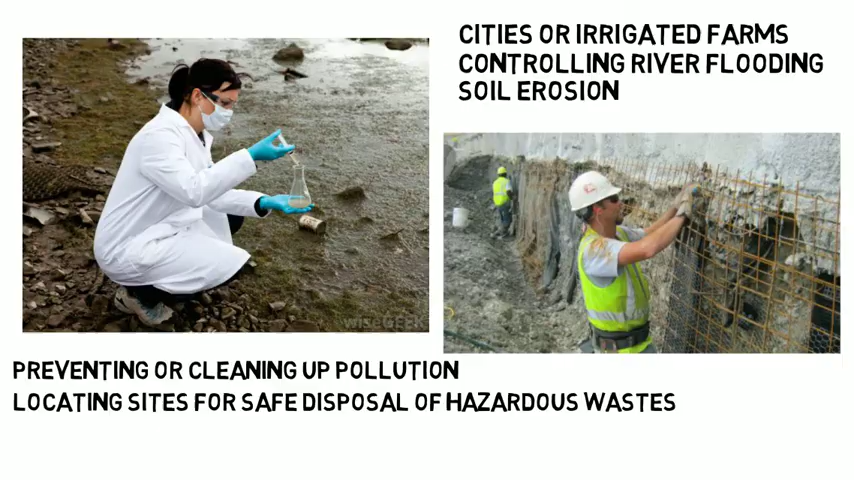 CITIES OR IRRIGATED FARMS
CONTROLLING RIVER FLOODING
SOIL EROSION
wiseGEEK
PREVENTING OR CLEANING UP POLLUTION
LOCATING SITES FOR SAFE DISPOSAL OF HAZARDOUS WASTES